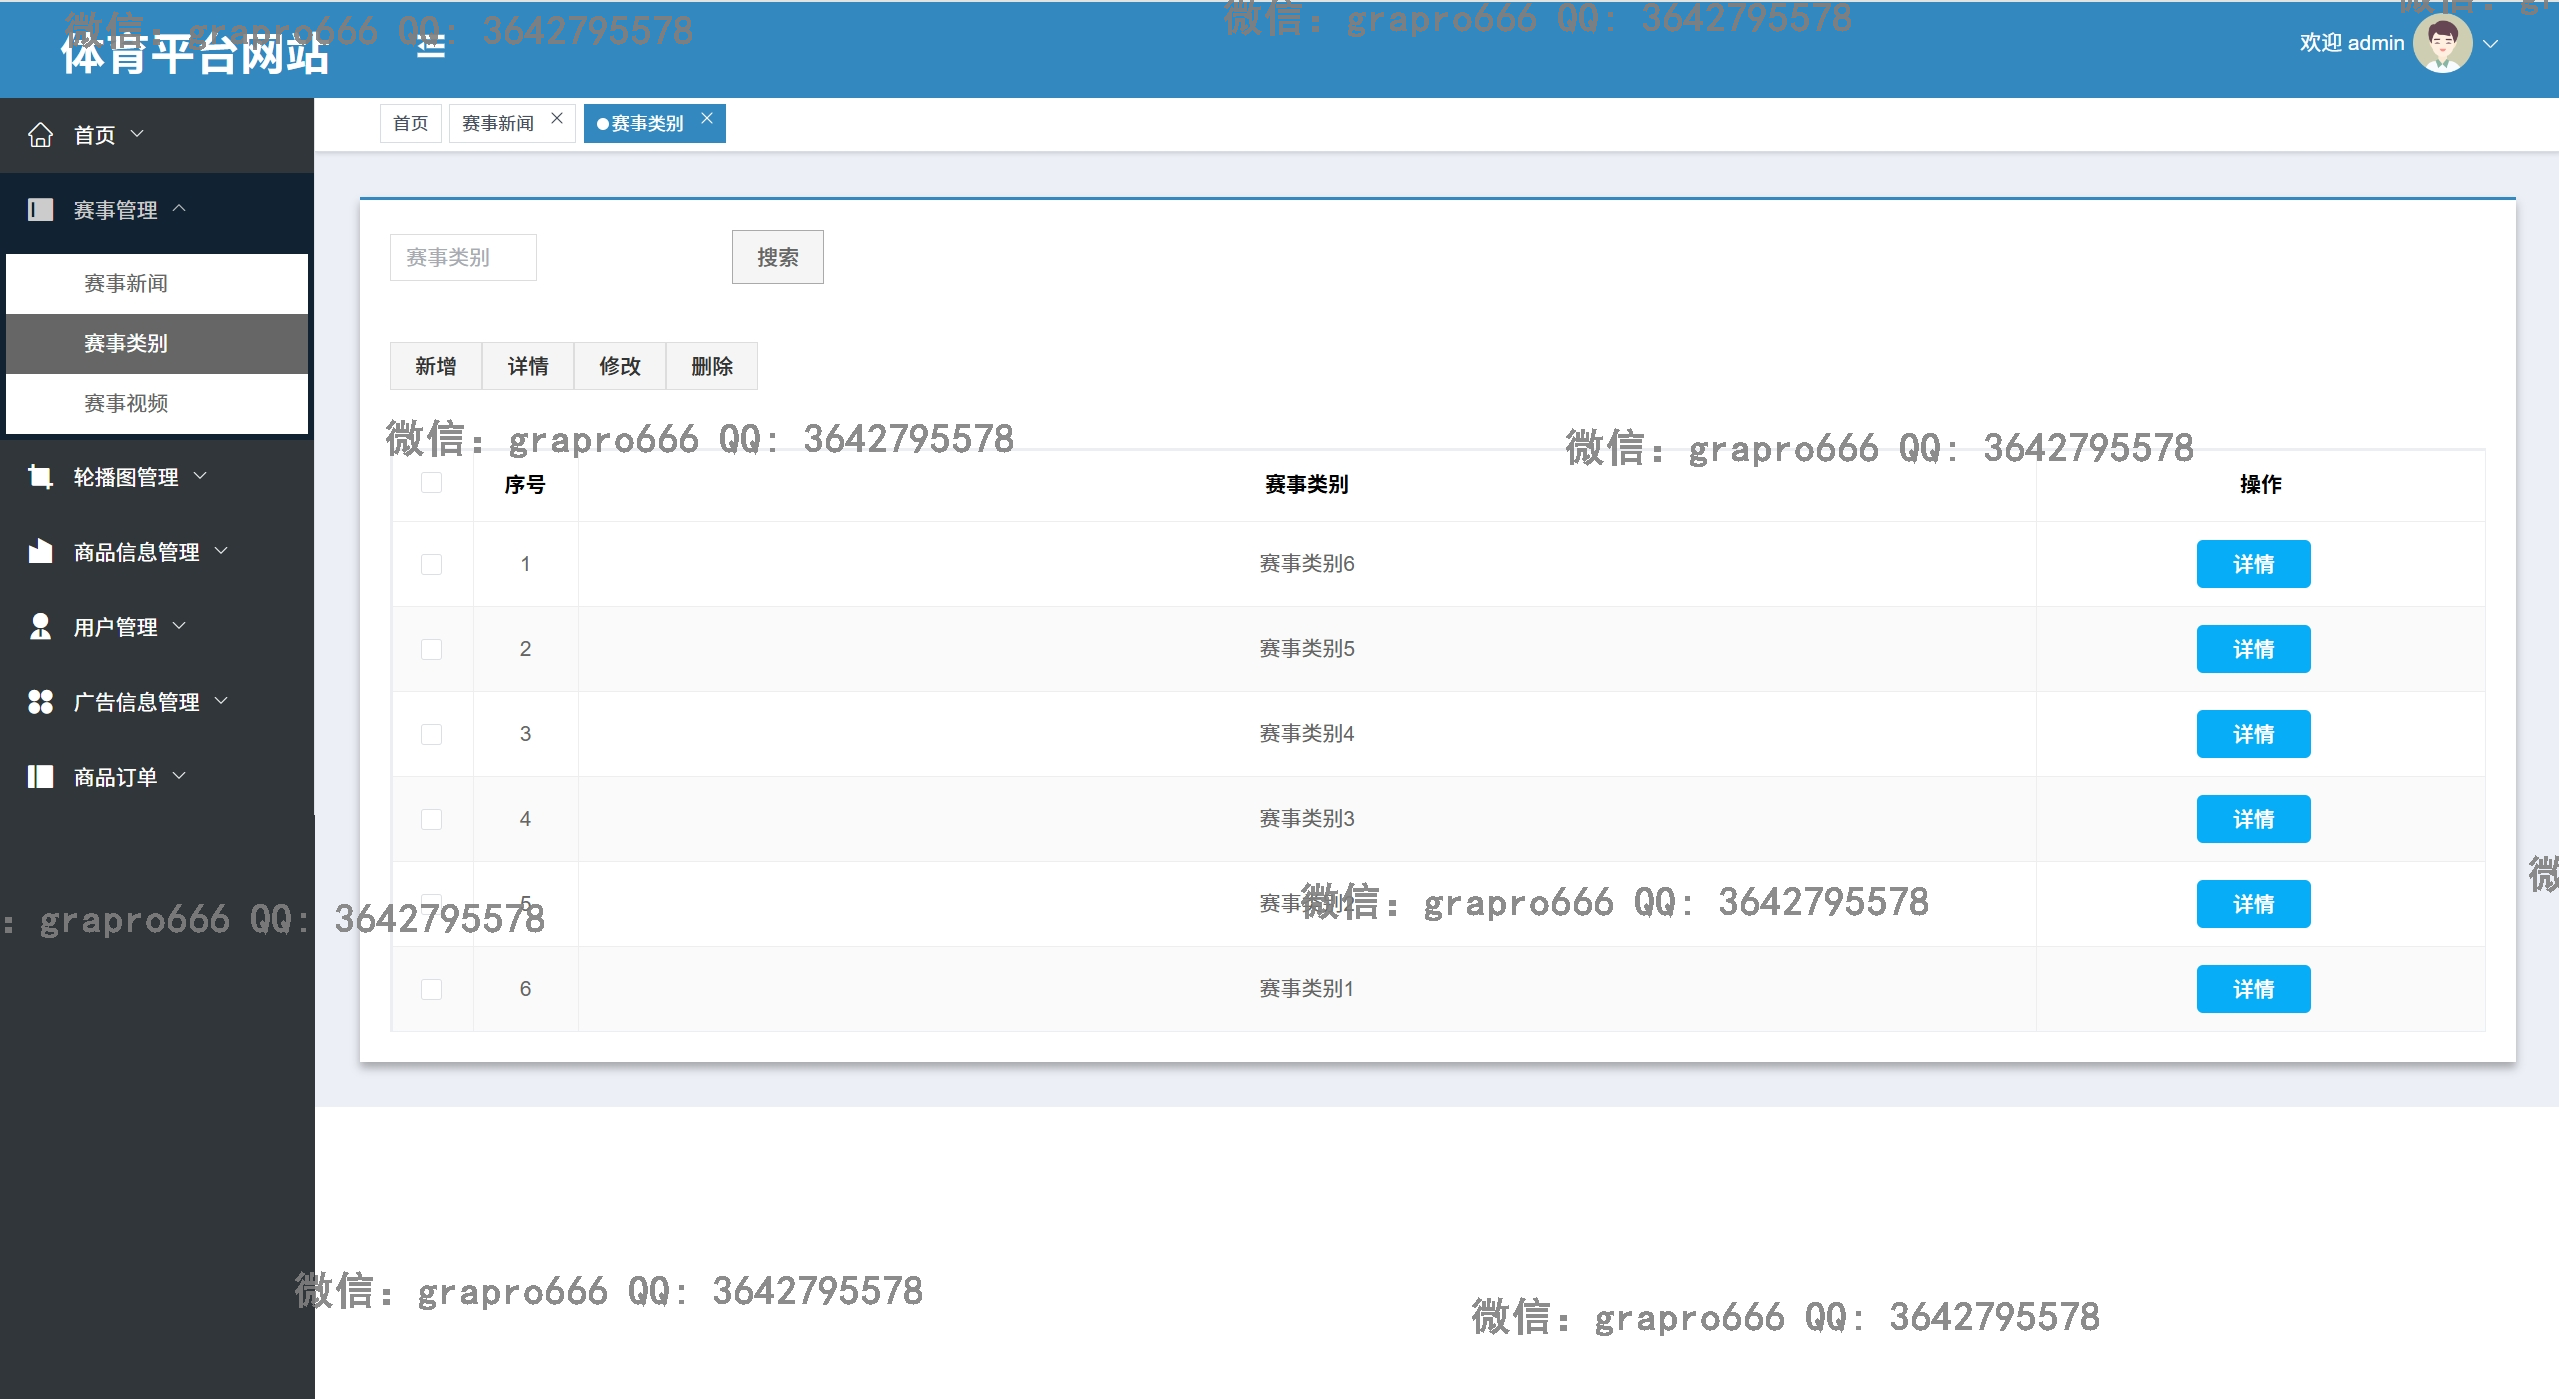 微信：grapro666 QQ：3642795578
微信：grapro666 QQ：3642795578
体育平台网站
欢迎 admin
首页
首页
赛事新闻
赛事类别
赛事管理
赛事新闻
赛事类别
赛事视频
轮播图管理
商品信息管理
用户管理
广告信息管理
商品订单
赛事类别
搜索
新增
详情
修改
删除
微信：grapro666 QQ：3642795578
微信：grapro666 QQ：3642795578
序号 赛事类别 操作
1 赛事类别6 详情
2 赛事类别5 详情
3 赛事类别4 详情
4 赛事类别3 详情
5 赛事类别2 详情
：grapro666 QQ：3642795578
微信：grapro666 QQ：3642795578
微
6 赛事类别1 详情
微信：grapro666 QQ：3642795578
微信：grapro666 QQ：3642795578